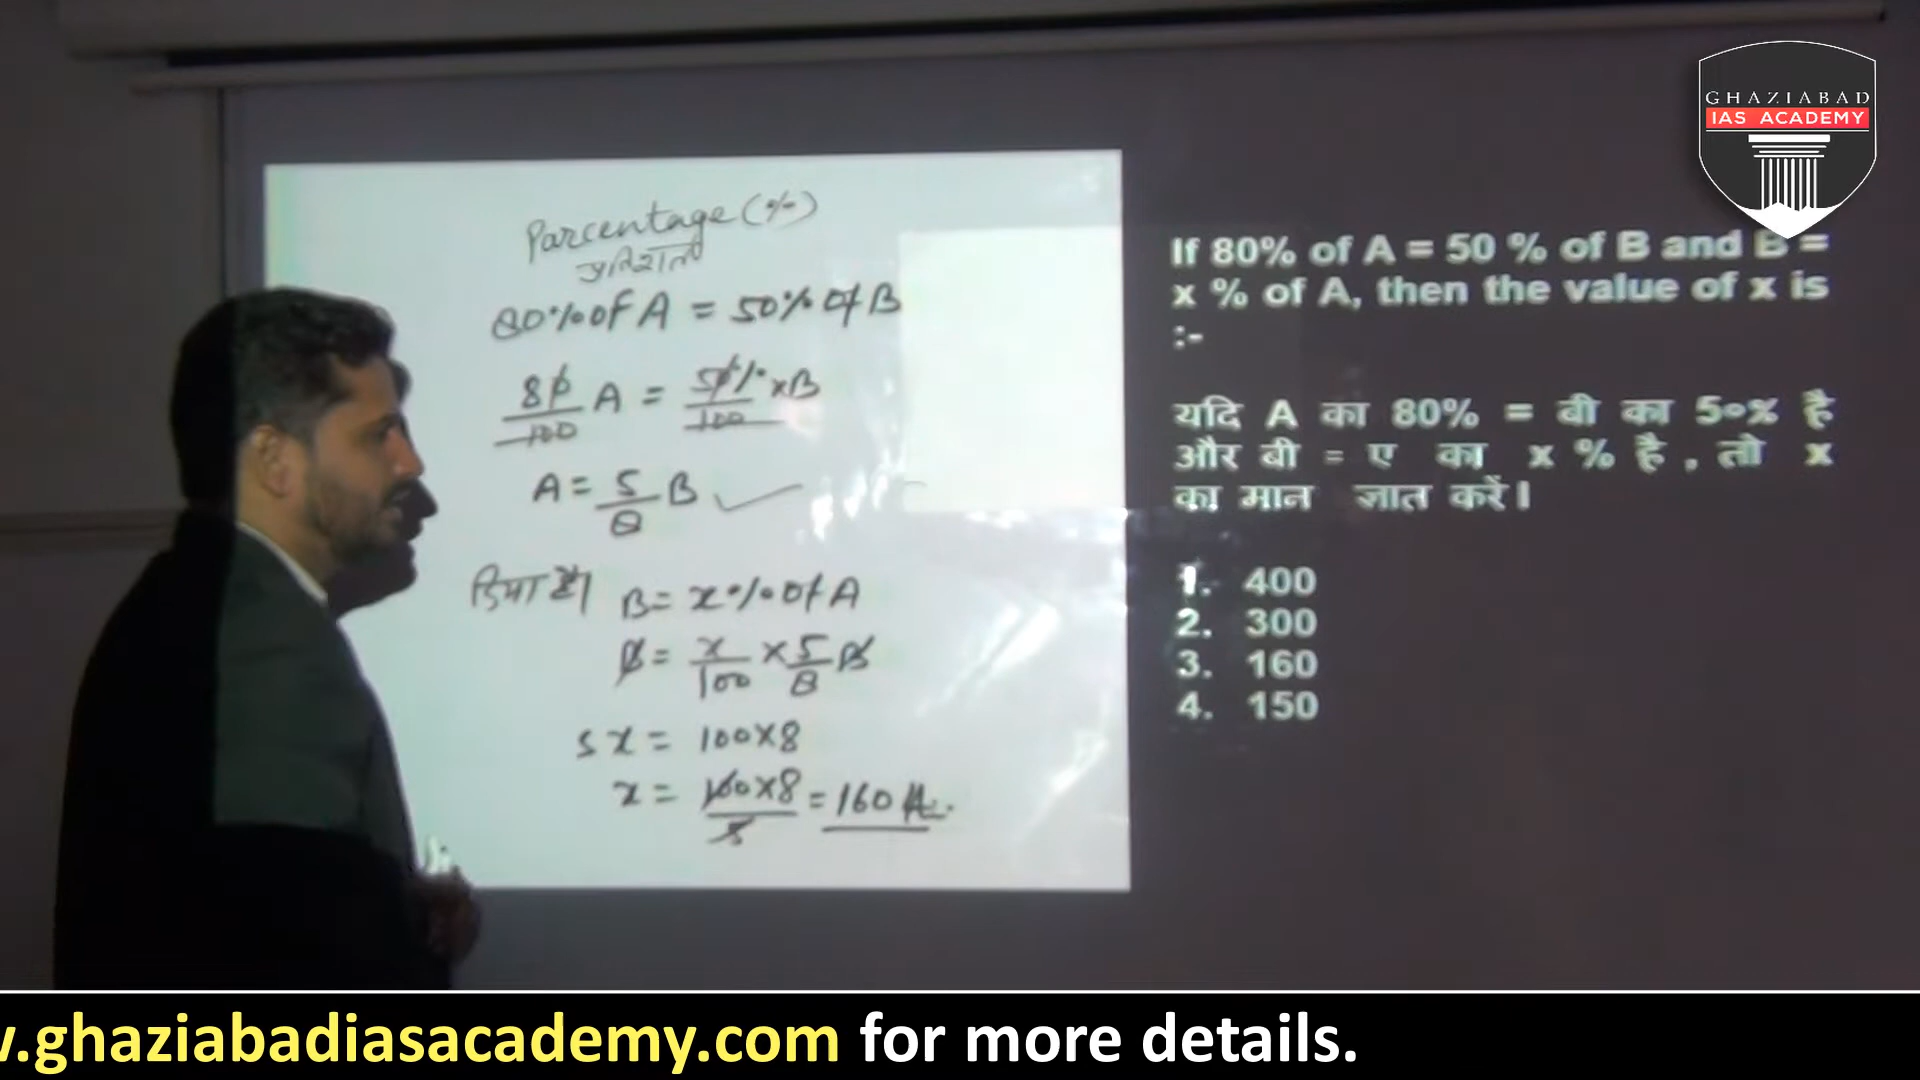 GHAZIABAD
IAS ACADEMY
Parcentage (%)
80% of A = 50% of B
80/100 A = 50%/100 × B
A = 5/8 B
दिया है।
B = x% of A
B = x/100 × 5/8 B
5x = 100×8
x = 100×8/5 = 160 A.
If 80% of A = 50 % of B and B =
x % of A, then the value of x is
:-
यदि A का 80% = बी का 50% है
और बी = ए का x % है , तो x
का मान ज्ञात करें।
1. 400
2. 300
3. 160
4. 150
.ghaziabadiasacademy.com for more details.